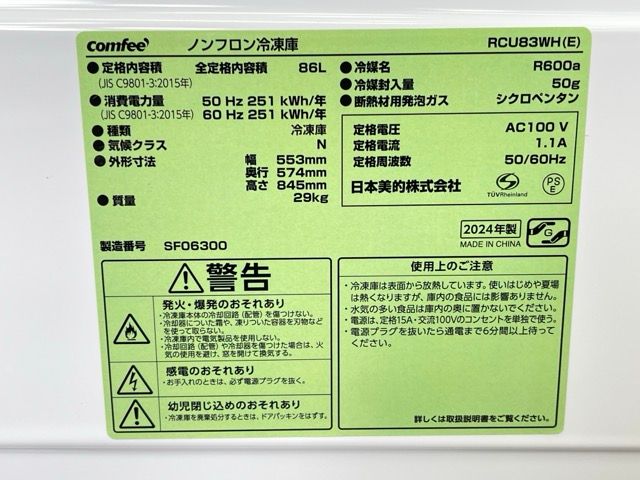 comfee' ノンフロン冷凍庫 RCU83WH(E)
●定格内容積 全定格内容積 86L
(JIS C9801-3:2015年)
●消費電力量 50 Hz 251 kWh/年
(JIS C9801-3:2015年) 60 Hz 251 kWh/年
●種類 冷凍庫
●気候クラス N
●外形寸法 幅 553mm
奥行 574mm
高さ 845mm
●質量 29kg
●冷媒名 R600a
●冷媒封入量 50g
●断熱材用発泡ガス シクロペンタン
定格電圧 AC100 V
定格電流 1.1A
定格周波数 50/60Hz
日本美的株式会社 TÜVRheinland PS E
2024年製
MADE IN CHINA
G
製造番号 SF06300
警告
発火・爆発のおそれあり
・冷凍庫本体の冷却回路(配管)を傷つけない。
・冷却器についた霜や、凍りついた容器を刃物など
を使って取らない。
・冷凍庫内で電気製品を使用しない。
・冷却回路(配管)や冷却器を傷つけた場合は、火
気の使用を避け、窓を開けて換気する。
感電のおそれあり
・お手入れのときは、必ず電源プラグを抜く。
幼児閉じ込めのおそれあり
・冷凍庫を廃棄処分するときは、ドアパッキンをはずす。
使用上のご注意
・冷凍庫は表面から放熱しています。使いはじめや夏場
は熱くなりますが、庫内の食品には影響ありません。
・水気の多い食品は庫内の奥に置かないでください。
・電源は、定格15A・交流100Vのコンセントを単独で使う。
・電源プラグを抜いたら通電まで6分間以上待って
ください。
詳しくは取扱説明書をご覧ください。